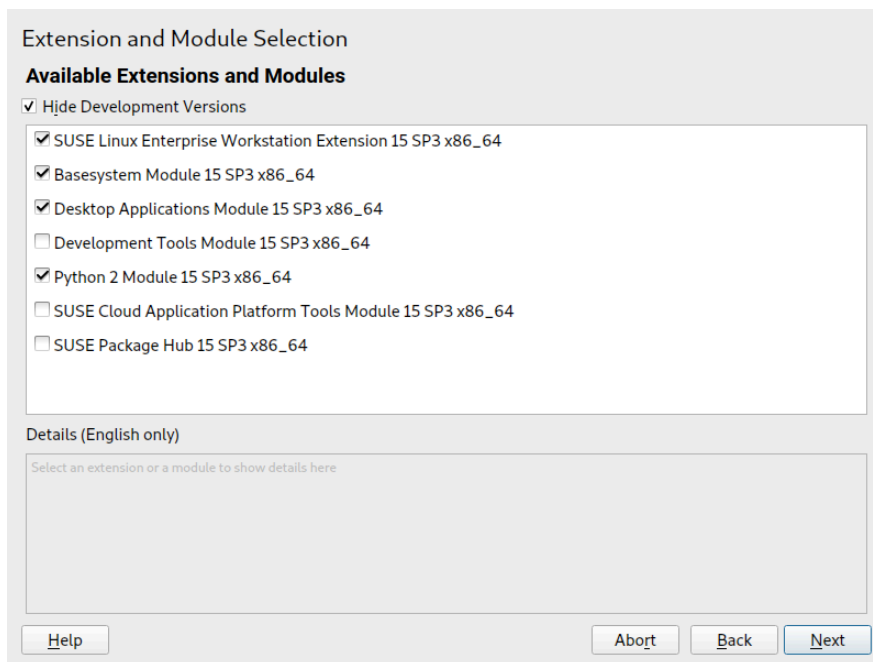 Extension and Module Selection
Available Extensions and Modules
Hide Development Versions
SUSE Linux Enterprise Workstation Extension 15 SP3 x86_64
Basesystem Module 15 SP3 x86_64
Desktop Applications Module 15 SP3 x86_64
Development Tools Module 15 SP3 x86_64
Python 2 Module 15 SP3 x86_64
SUSE Cloud Application Platform Tools Module 15 SP3 x86_64
SUSE Package Hub 15 SP3 x86_64
Details (English only)
Select an extension or a module to show details here
Help Abort Back Next